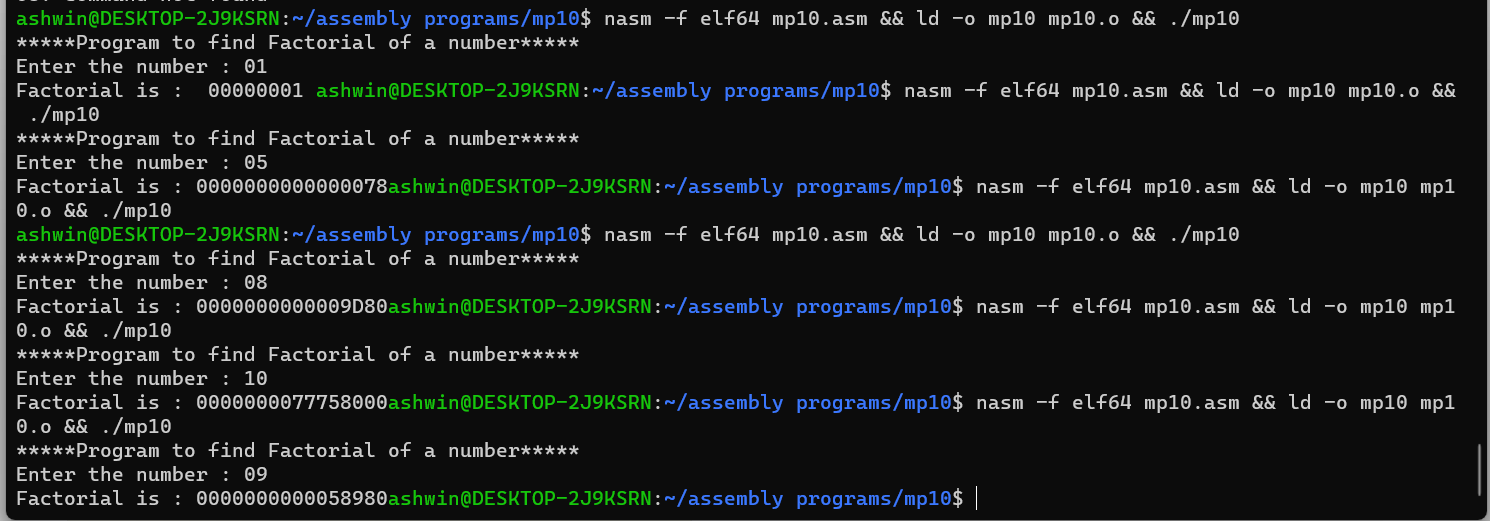 ashwin@DESKTOP-2J9KSRN:~/assembly programs/mp10$ nasm -f elf64 mp10.asm && ld -o mp10 mp10.o && ./mp10
*****Program to find Factorial of a number*****
Enter the number : 01
Factorial is :  00000001 ashwin@DESKTOP-2J9KSRN:~/assembly programs/mp10$ nasm -f elf64 mp10.asm && ld -o mp10 mp10.o &&
 ./mp10
*****Program to find Factorial of a number*****
Enter the number : 05
Factorial is : 0000000000000078ashwin@DESKTOP-2J9KSRN:~/assembly programs/mp10$ nasm -f elf64 mp10.asm && ld -o mp10 mp1
0.o && ./mp10
ashwin@DESKTOP-2J9KSRN:~/assembly programs/mp10$ nasm -f elf64 mp10.asm && ld -o mp10 mp10.o && ./mp10
*****Program to find Factorial of a number*****
Enter the number : 08
Factorial is : 0000000000009D80ashwin@DESKTOP-2J9KSRN:~/assembly programs/mp10$ nasm -f elf64 mp10.asm && ld -o mp10 mp1
0.o && ./mp10
*****Program to find Factorial of a number*****
Enter the number : 10
Factorial is : 0000000077758000ashwin@DESKTOP-2J9KSRN:~/assembly programs/mp10$ nasm -f elf64 mp10.asm && ld -o mp10 mp1
0.o && ./mp10
*****Program to find Factorial of a number*****
Enter the number : 09
Factorial is : 0000000000058980ashwin@DESKTOP-2J9KSRN:~/assembly programs/mp10$